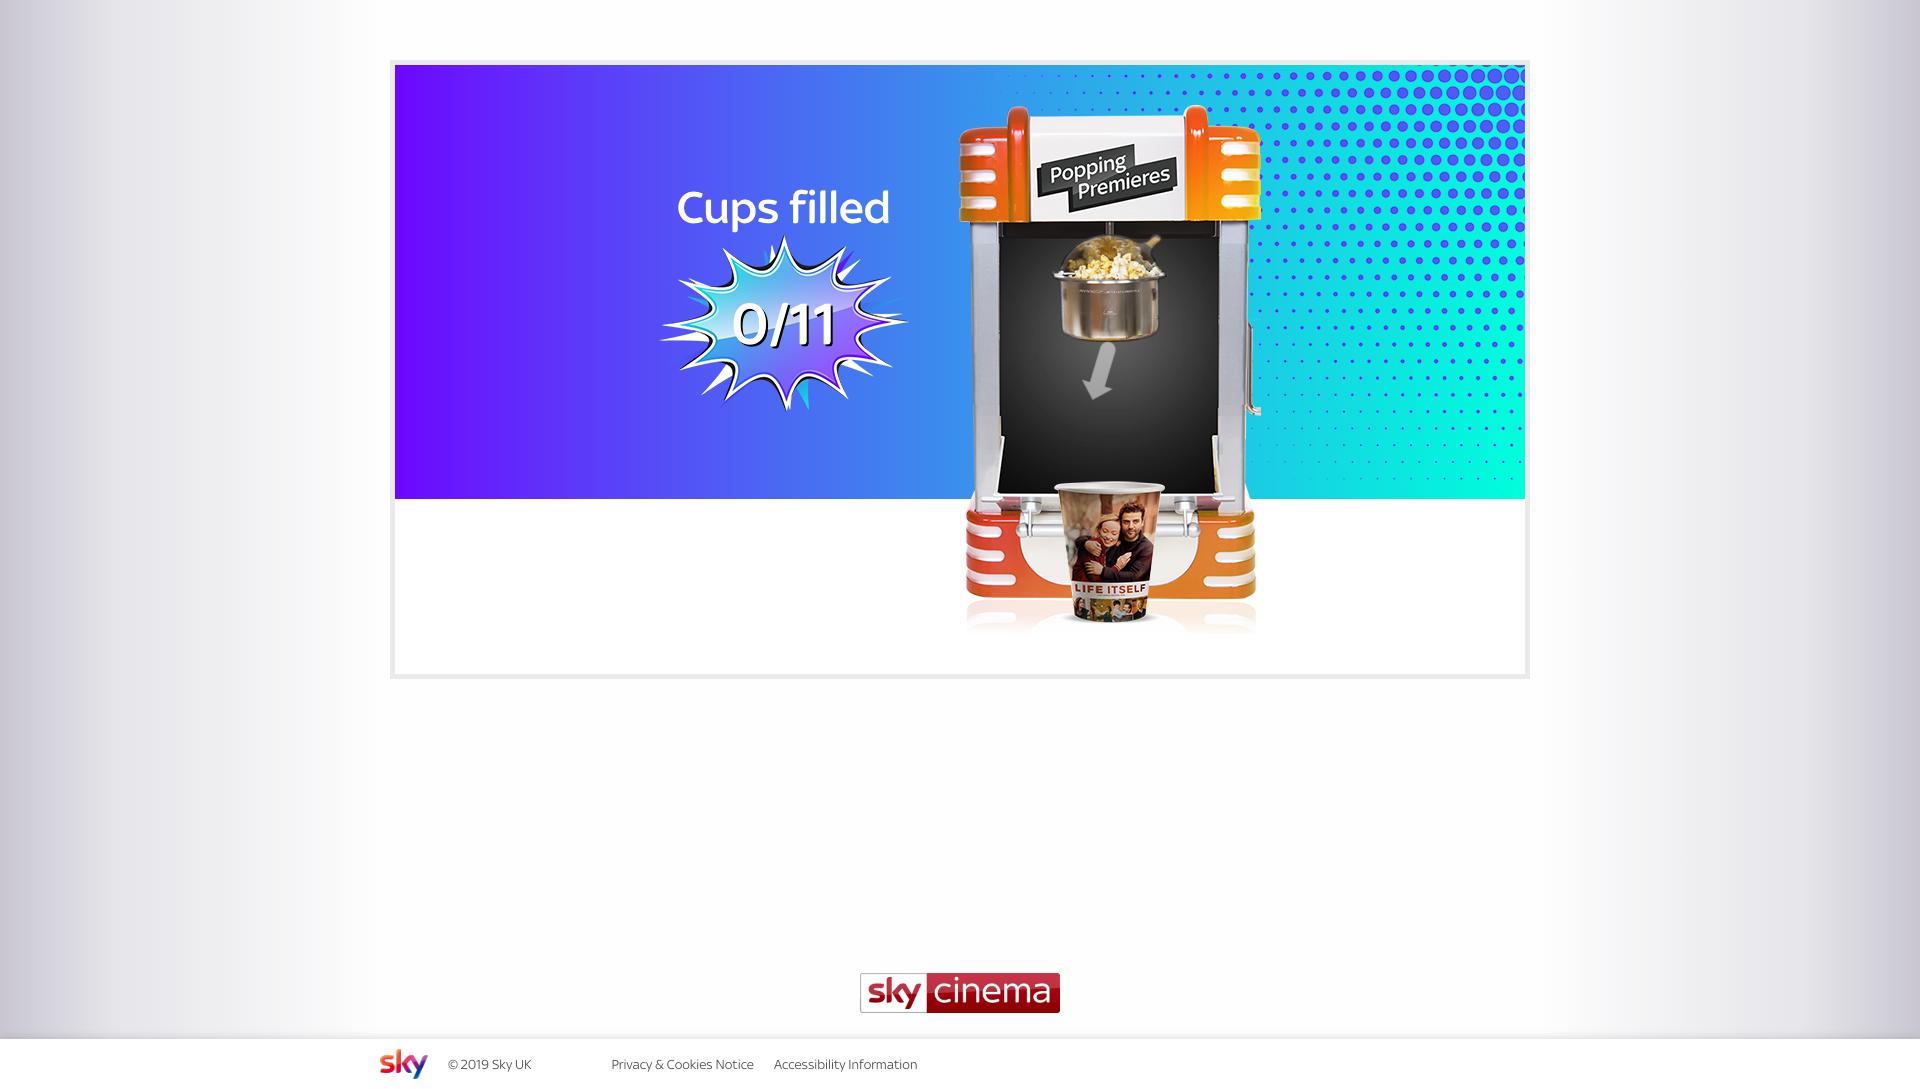 Popping
Premieres
Cups filled
0/11
LIFE ITSELF
sky cinema
sky © 2019 Sky UK Privacy & Cookies Notice Accessibility Information